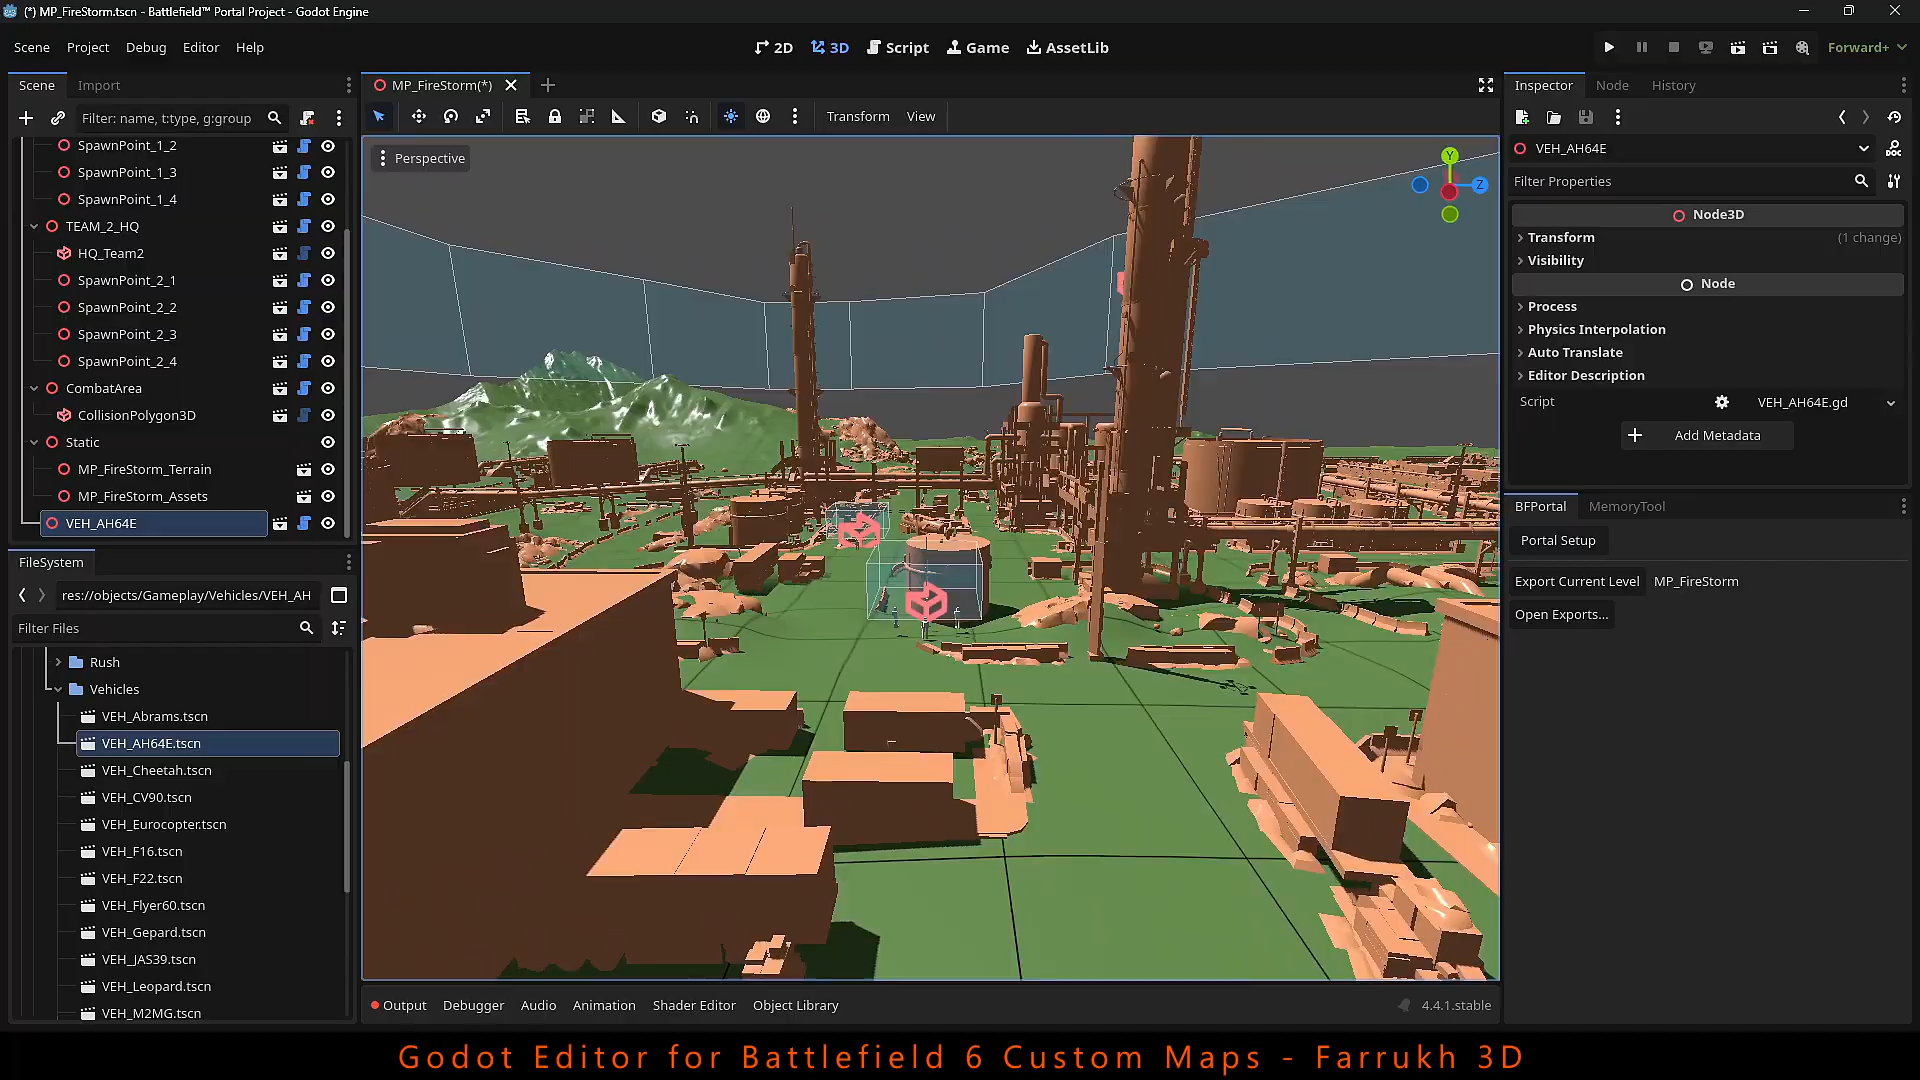 (*) MP_FireStorm.tscn - Battlefield™ Portal Project - Godot Engine
Scene Project Debug Editor Help
2D 3D Script Game AssetLib
Forward+
Scene Import
Filter: name, t:type, g:group
SpawnPoint_1_2
SpawnPoint_1_3
SpawnPoint_1_4
TEAM_2_HQ
HQ_Team2
SpawnPoint_2_1
SpawnPoint_2_2
SpawnPoint_2_3
SpawnPoint_2_4
CombatArea
CollisionPolygon3D
Static
MP_FireStorm_Terrain
MP_FireStorm_Assets
VEH_AH64E
FileSystem
res://objects/Gameplay/Vehicles/VEH_AH
Filter Files
Rush
Vehicles
VEH_Abrams.tscn
VEH_AH64E.tscn
VEH_Cheetah.tscn
VEH_CV90.tscn
VEH_Eurocopter.tscn
VEH_F16.tscn
VEH_F22.tscn
VEH_Flyer60.tscn
VEH_Gepard.tscn
VEH_JAS39.tscn
VEH_Leopard.tscn
VEH_M2MG.tscn
MP_FireStorm(*)
Transform View
Perspective
Y
Z
Output Debugger Audio Animation Shader Editor Object Library
4.4.1.stable
Inspector Node History
VEH_AH64E
DOC
Filter Properties
Node3D
Transform (1 change)
Visibility
Node
Process
Physics Interpolation
Auto Translate
Editor Description
Script VEH_AH64E.gd
Add Metadata
BFPortal MemoryTool
Portal Setup
Export Current Level MP_FireStorm
Open Exports...
Godot Editor for Battlefield 6 Custom Maps - Farrukh 3D